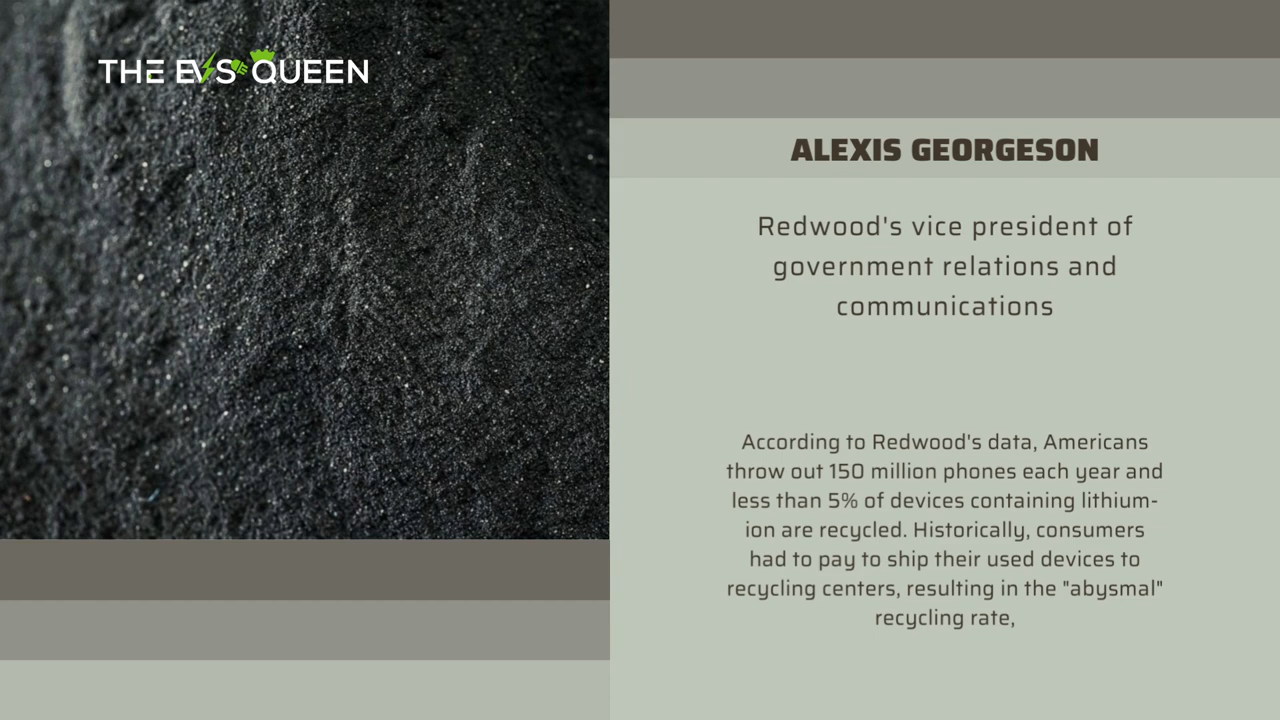 THE EVS QUEEN
ALEXIS GEORGESON
Redwood's vice president of
government relations and
communications
According to Redwood's data, Americans
throw out 150 million phones each year and
less than 5% of devices containing lithium-
ion are recycled. Historically, consumers
had to pay to ship their used devices to
recycling centers, resulting in the "abysmal"
recycling rate,